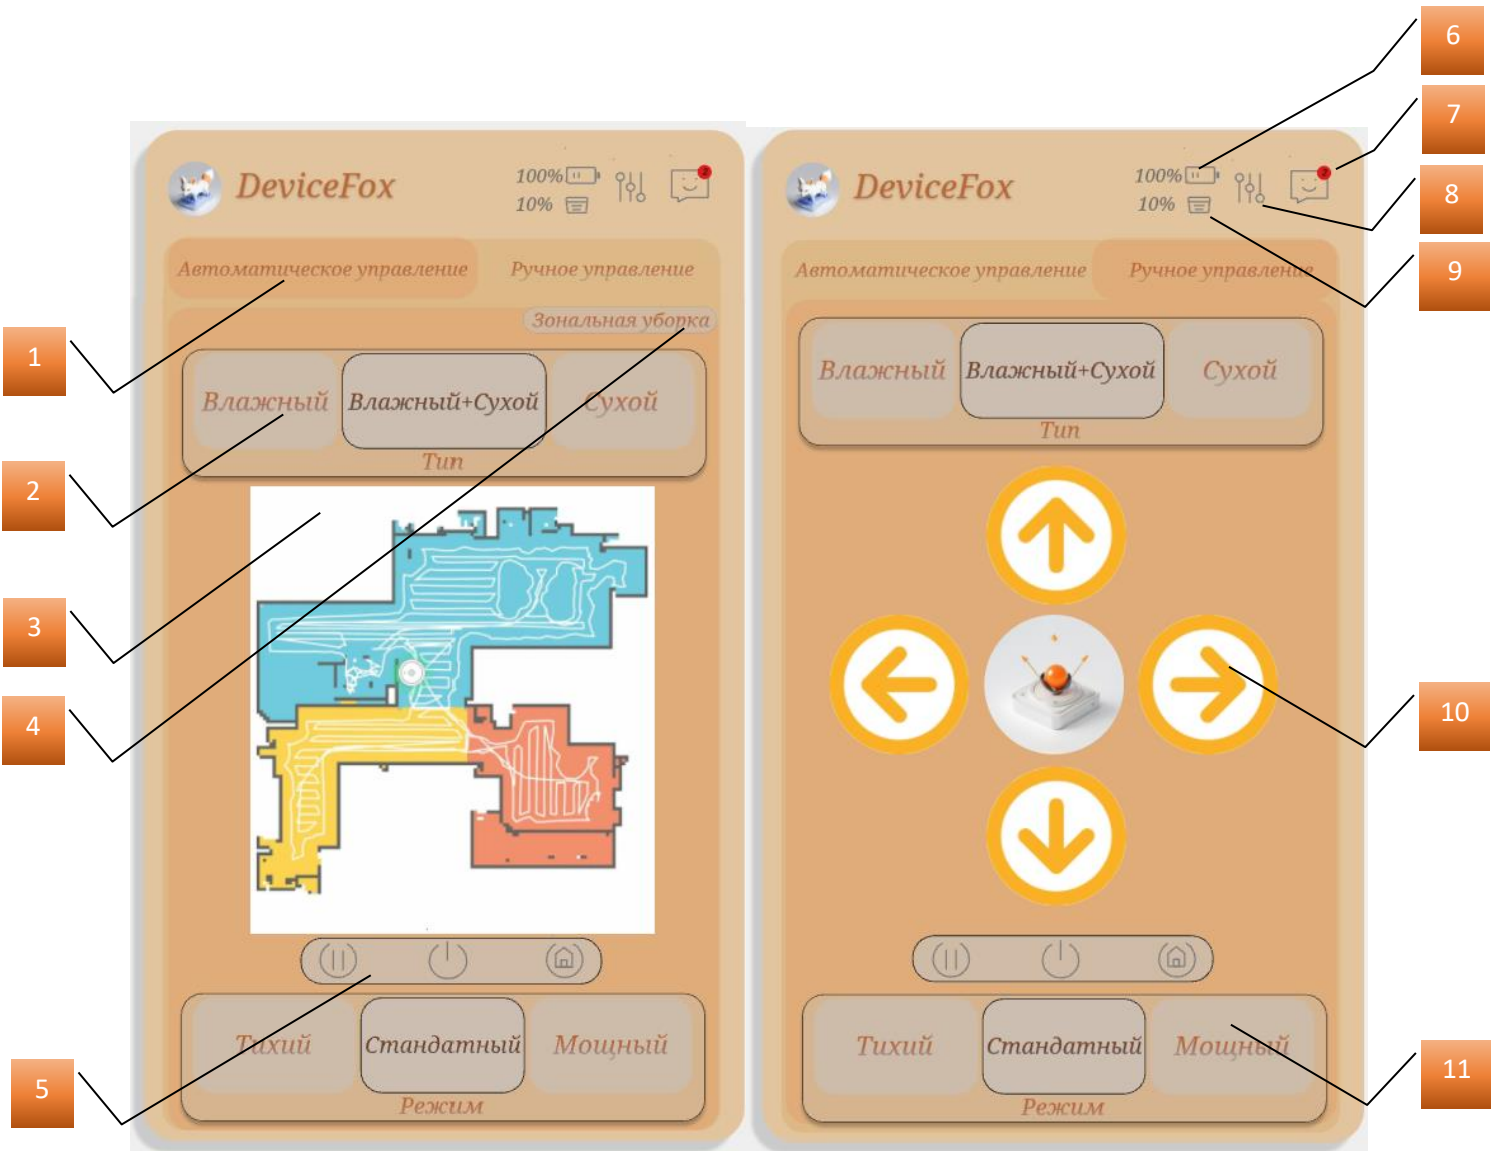 6
7
8
9
DeviceFox
100%
10%
2
Автоматическое управление
Ручное управление
Зональная уборка
Влажный
Влажный+Сухой
Сухой
Тип
Тихий
Стандатный
Мощный
Режим
1
2
3
4
5
DeviceFox
100%
10%
2
Автоматическое управление
Ручное управление
Влажный
Влажный+Сухой
Сухой
Тип
Тихий
Стандатный
Мощный
Режим
10
11